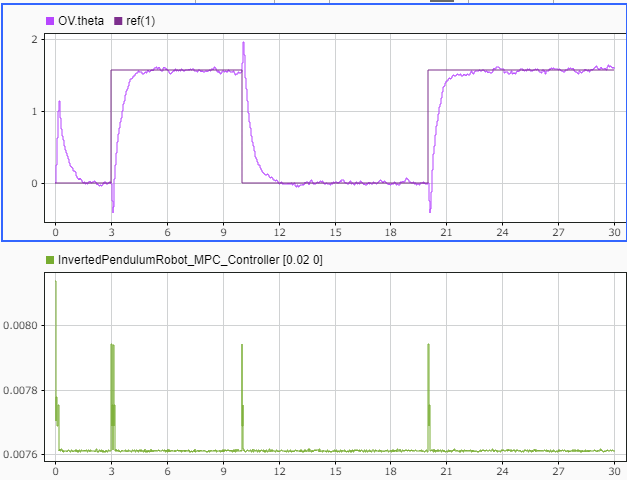 OV.theta ref(1)
2
1
0
0 3 6 9 12 15 18 21 24 27 30
InvertedPendulumRobot_MPC_Controller [0.02 0]
0.0080
0.0078
0.0076
0 3 6 9 12 15 18 21 24 27 30